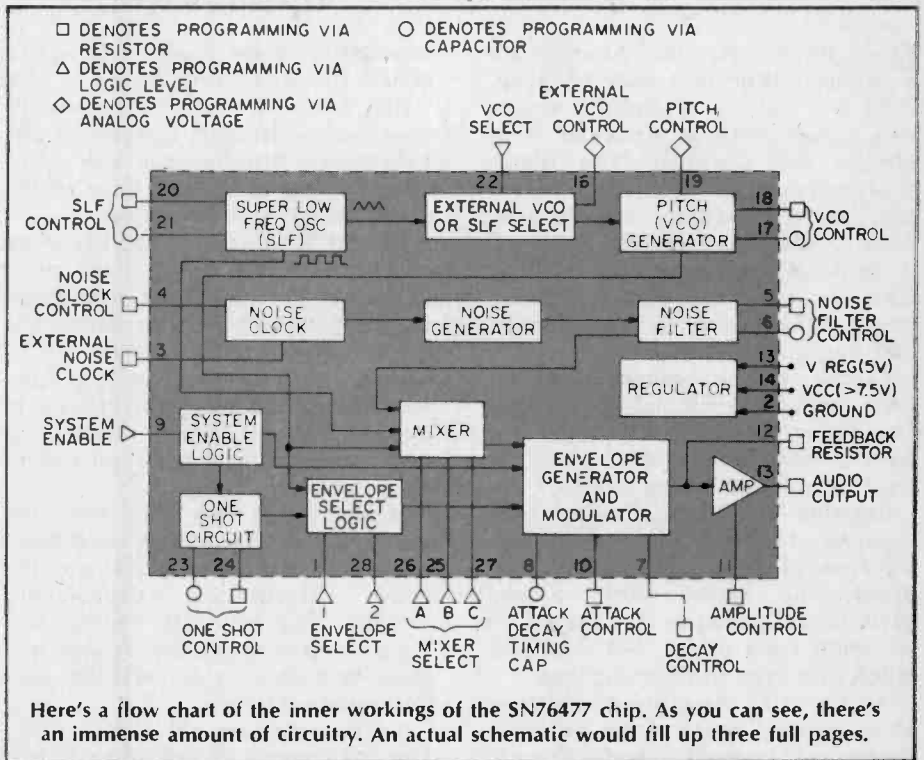 DENOTES PROGRAMMING VIA
RESISTOR
DENOTES PROGRAMMING VIA
CAPACITOR
DENOTES PROGRAMMING VIA
LOGIC LEVEL
DENOTES PROGRAMMING VIA
ANALOG VOLTAGE
VCO
SELECT
EXTERNAL
VCO
CONTROL
PITCH
CONTROL
22
16
19
SLF
CONTROL
20
21
SUPER LOW
FREQ OSC
(SLF)
EXTERNAL VCO
OR SLF SELECT
PITCH
(VCO)
GENERATOR
18
17
VCO
CONTROL
NOISE
CLOCK
CONTROL
4
NOISE
CLOCK
NOISE
GENERATOR
NOISE
FILTER
5
6
NOISE
FILTER
CONTROL
EXTERNAL
NOISE
CLOCK
3
REGULATOR
13
V REG(5V)
14
VCC(>7.5V)
2
GROUND
SYSTEM
ENABLE
9
SYSTEM
ENABLE
LOGIC
MIXER
12
FEEDBACK
RESISTOR
ONE
SHOT
CIRCUIT
ENVELOPE
SELECT
LOGIC
ENVELOPE
GENERATOR
AND
MODULATOR
AMP
13
AUDIO
CUTPUT
23
24
1
28
26
25
27
8
10
7
11
1
2
A
B
C
ONE SHOT
CONTROL
ENVELOPE
SELECT
MIXER
SELECT
ATTACK
DECAY
TIMING
CAP
ATTACK
CONTROL
DECAY
CONTROL
AMPLITUDE
CONTROL
Here's a flow chart of the inner workings of the SN76477 chip. As you can see, there's
an immense amount of circuitry. An actual schematic would fill up three full pages.